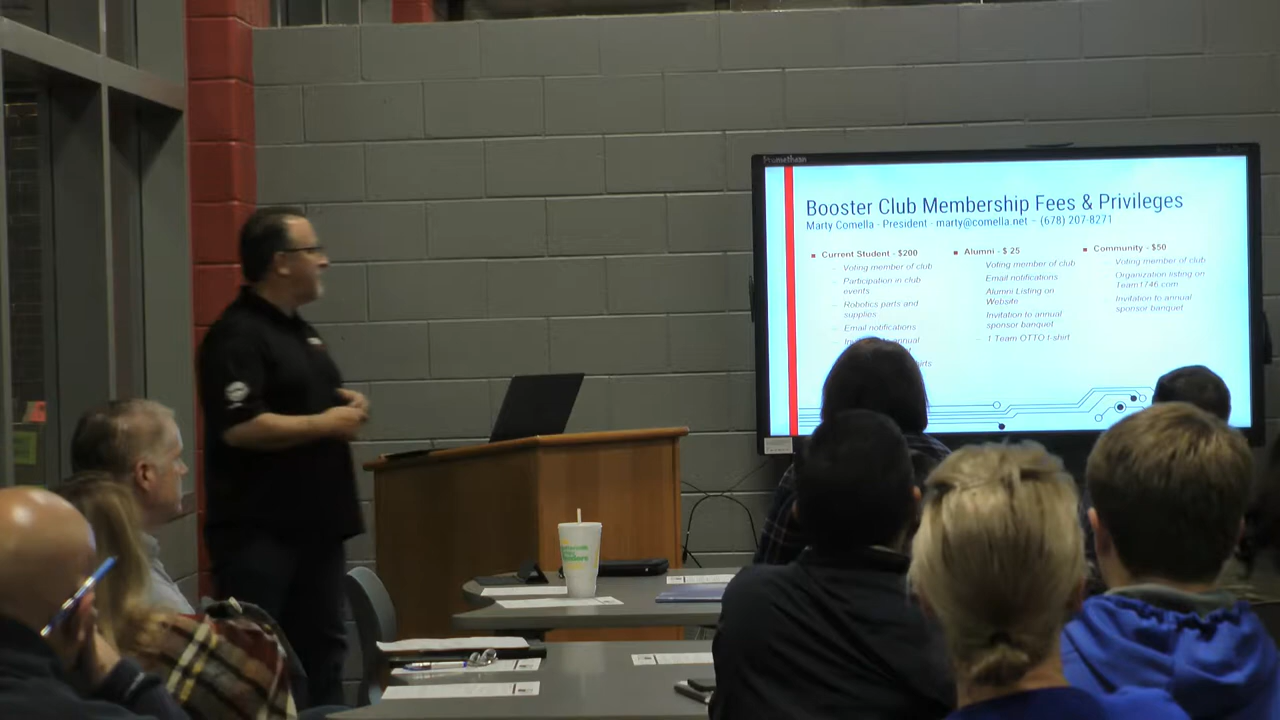 Promethean
Booster Club Membership Fees & Privileges
Marty Comella - President - marty@comella.net – (678) 207-8271
▪ Current Student - $200
– Voting member of club
– Participation in club
events
– Robotics parts and
supplies
– Email notifications
annual
▪ Alumni - $ 25
Voting member of club
Email notifications
Alumni Listing on
Website
Invitation to annual
sponsor banquet
– 1 Team OTTO t-shirt
▪ Community - $50
Voting member of club
Organization listing on
Team1746.com
Invitation to annual
sponsor banquet